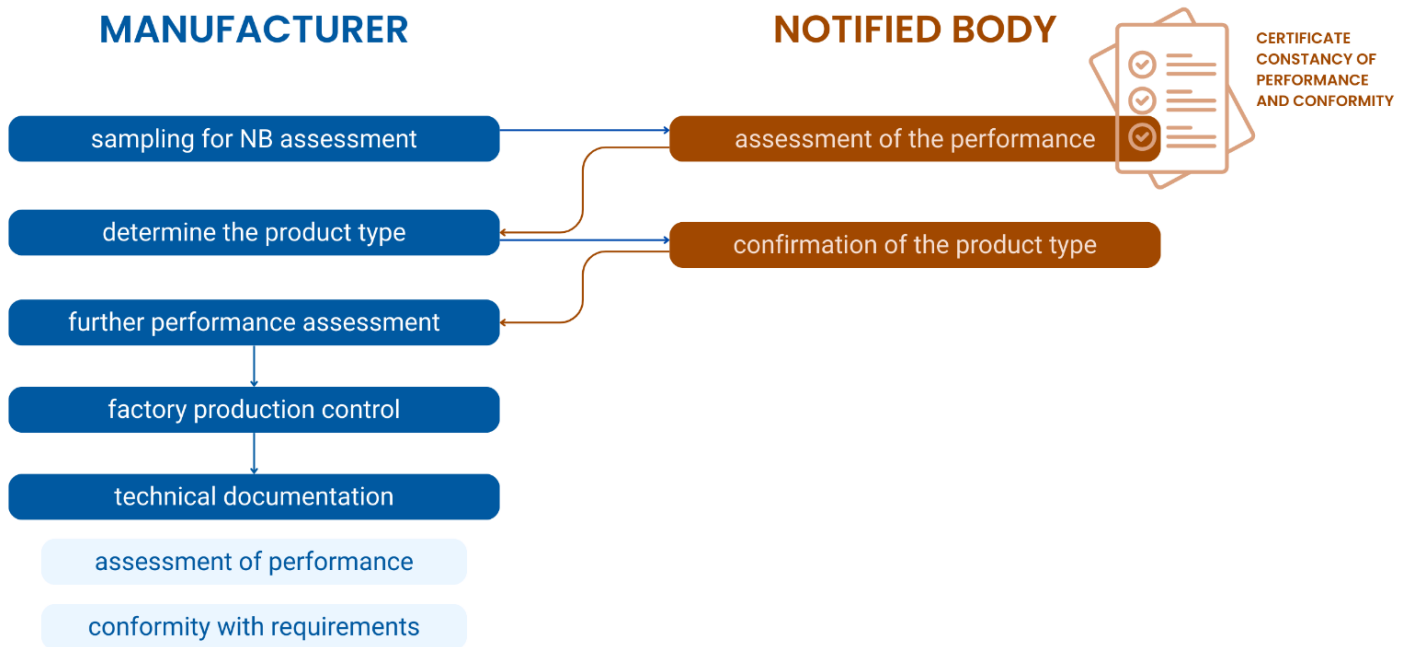 MANUFACTURER
NOTIFIED BODY
CERTIFICATE
CONSTANCY OF
PERFORMANCE
AND CONFORMITY
sampling for NB assessment
assessment of the performance
determine the product type
confirmation of the product type
further performance assessment
factory production control
technical documentation
assessment of performance
conformity with requirements